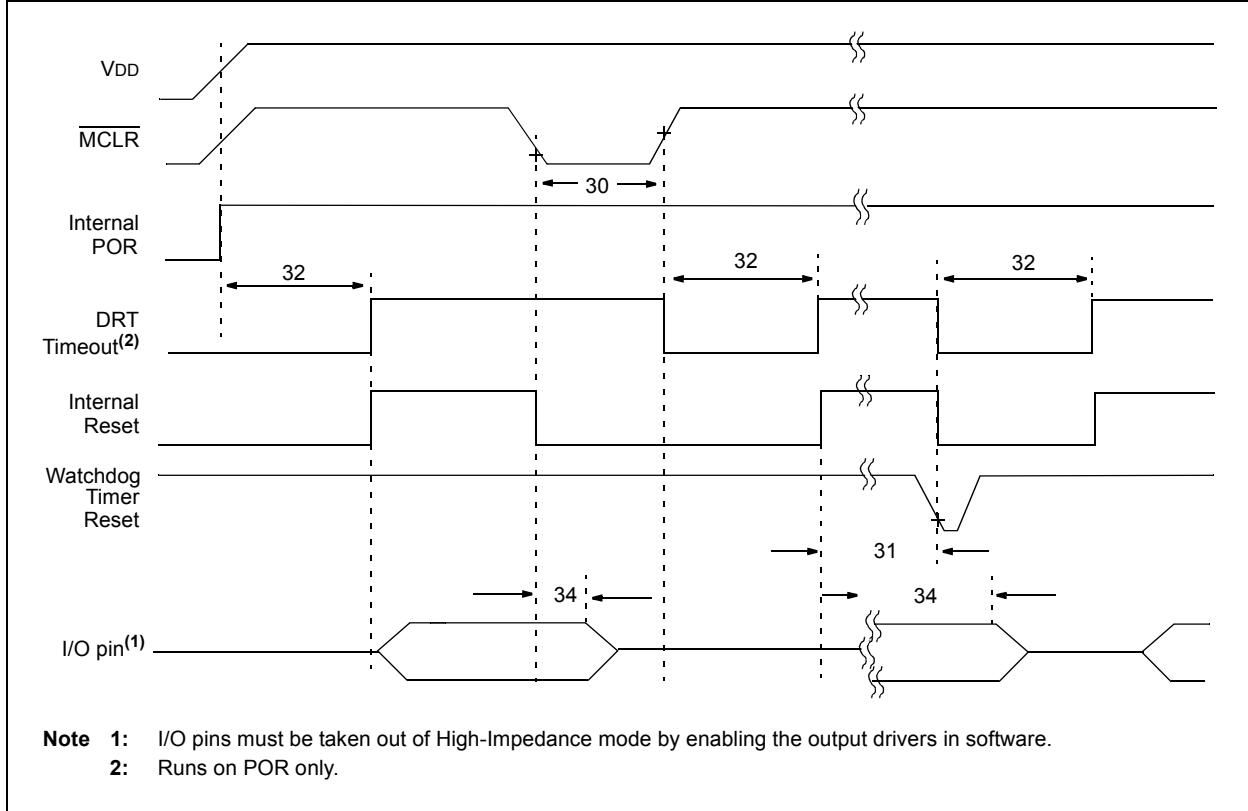 VDD
MCLR
30
Internal
POR
32
32
32
DRT
Timeout(2)
Internal
Reset
Watchdog
Timer
Reset
31
34
34
I/O pin(1)
Note 1: I/O pins must be taken out of High-Impedance mode by enabling the output drivers in software.
2: Runs on POR only.